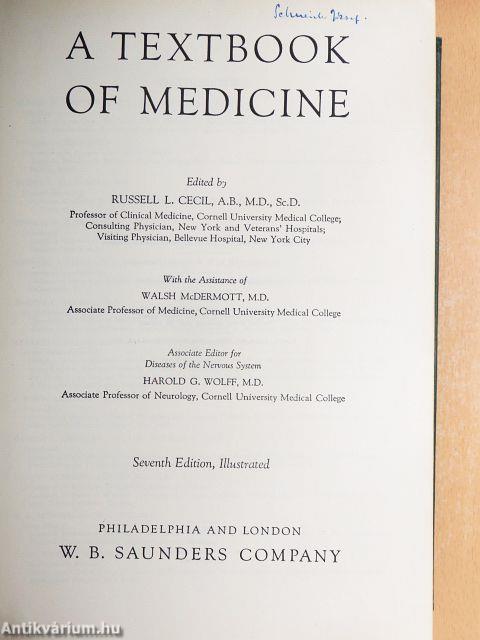 A TEXTBOOK
OF MEDICINE
Edited by
RUSSELL L. CECIL, A.B., M.D., Sc.D.
Professor of Clinical Medicine, Cornell University Medical College;
Consulting Physician, New York and Veterans' Hospitals;
Visiting Physician, Bellevue Hospital, New York City
With the Assistance of
WALSH McDERMOTT, M.D.
Associate Professor of Medicine, Cornell University Medical College
Associate Editor for
Diseases of the Nervous System
HAROLD G. WOLFF, M.D.
Associate Professor of Neurology, Cornell University Medical College
Seventh Edition, Illustrated
PHILADELPHIA AND LONDON
W. B. SAUNDERS COMPANY
Antikvárium.hu